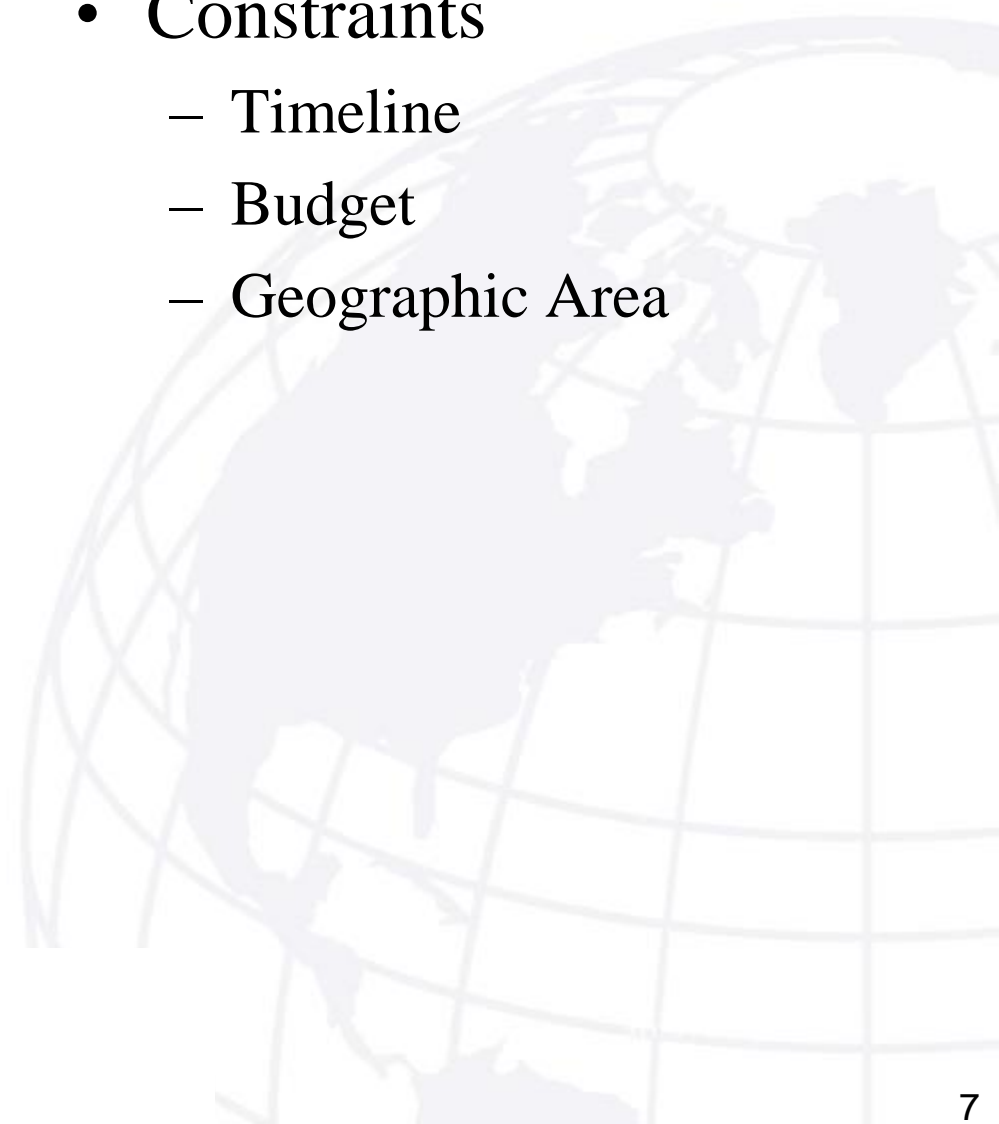 • Constraints
– Timeline
– Budget
– Geographic Area
7